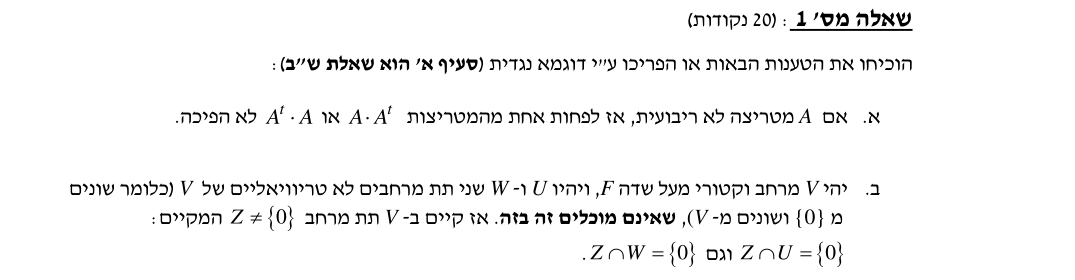 שאלה מס' 1 : (20 נקודות)
הוכיחו את הטענות הבאות או הפריכו ע"י דוגמא נגדית (סעיף א' הוא שאלת ש"ב) :
א. אם A מטריצה לא ריבועית, אז לפחות אחת מהמטריצות A·Aᵗ או Aᵗ·A לא הפיכה.
ב. יהי V מרחב וקטורי מעל שדה F, ויהיו U ו- W שני תת מרחבים לא טריוויאליים של V (כלומר שונים
מ {0} ושונים מ- V), שאינם מוכלים זה בזה. אז קיים ב- V תת מרחב Z ≠ {0} המקיים :
Z ∩ U = {0} וגם Z ∩ W = {0} .